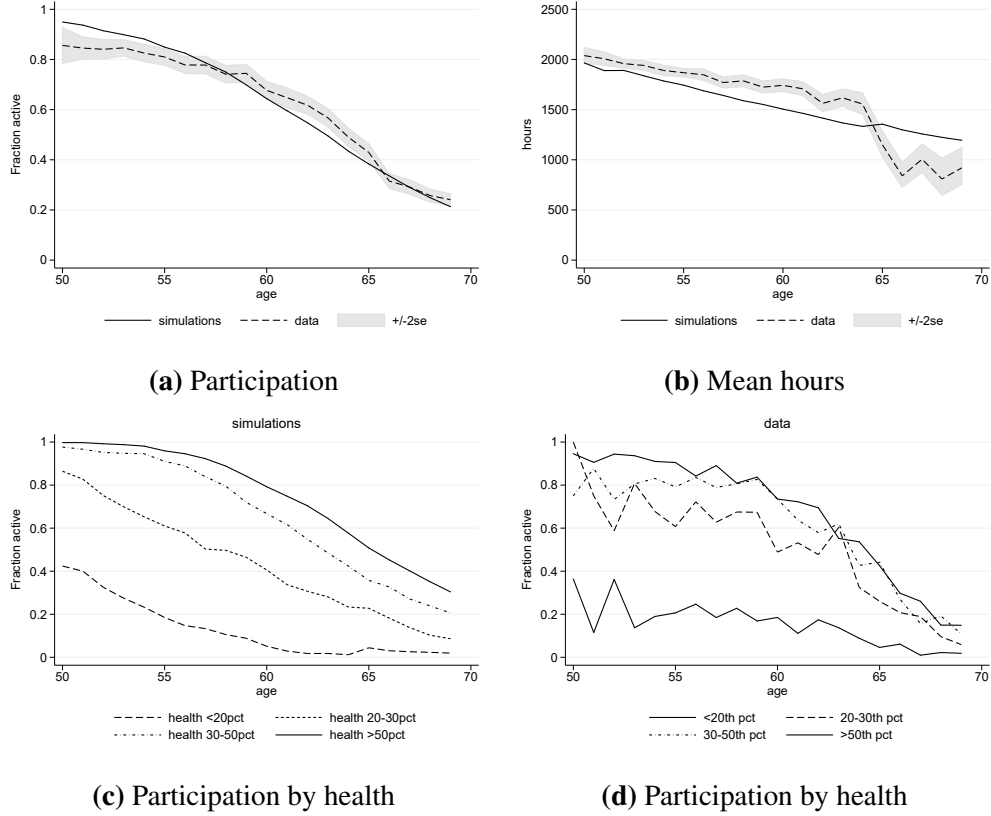 1
0.8
0.6
0.4
0.2
0
Fraction active
50 55 60 65 70
age
simulations data +/-2se
(a) Participation
2500
2000
1500
1000
500
0
hours
50 55 60 65 70
age
simulations data +/-2se
(b) Mean hours
simulations
1
0.8
0.6
0.4
0.2
0
Fraction active
50 55 60 65 70
age
health <20pct health 20-30pct
health 30-50pct health >50pct
(c) Participation by health
data
1
0.8
0.6
0.4
0.2
0
Fraction active
50 55 60 65 70
age
<20th pct 20-30th pct
30-50th pct >50th pct
(d) Participation by health